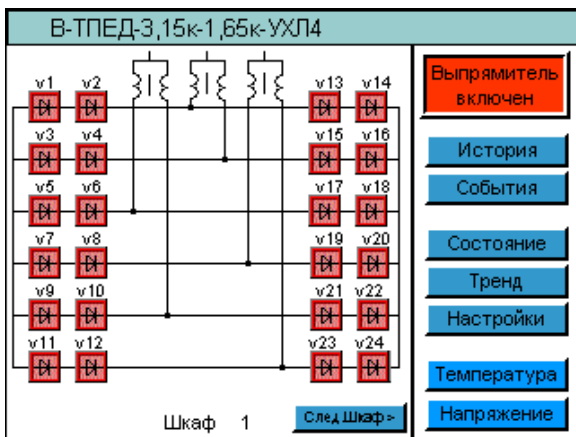 В-ТПЕД-3,15к-1,65к-УХЛ4
v1 v2 v13 v14
v3 v4 v15 v16
v5 v6 v17 v18
v7 v8 v19 v20
v9 v10 v21 v22
v11 v12 v23 v24
Шкаф 1
След Шкаф>
Выпрямитель
включен
История
События
Состояние
Тренд
Настройки
Температура
Напряжение